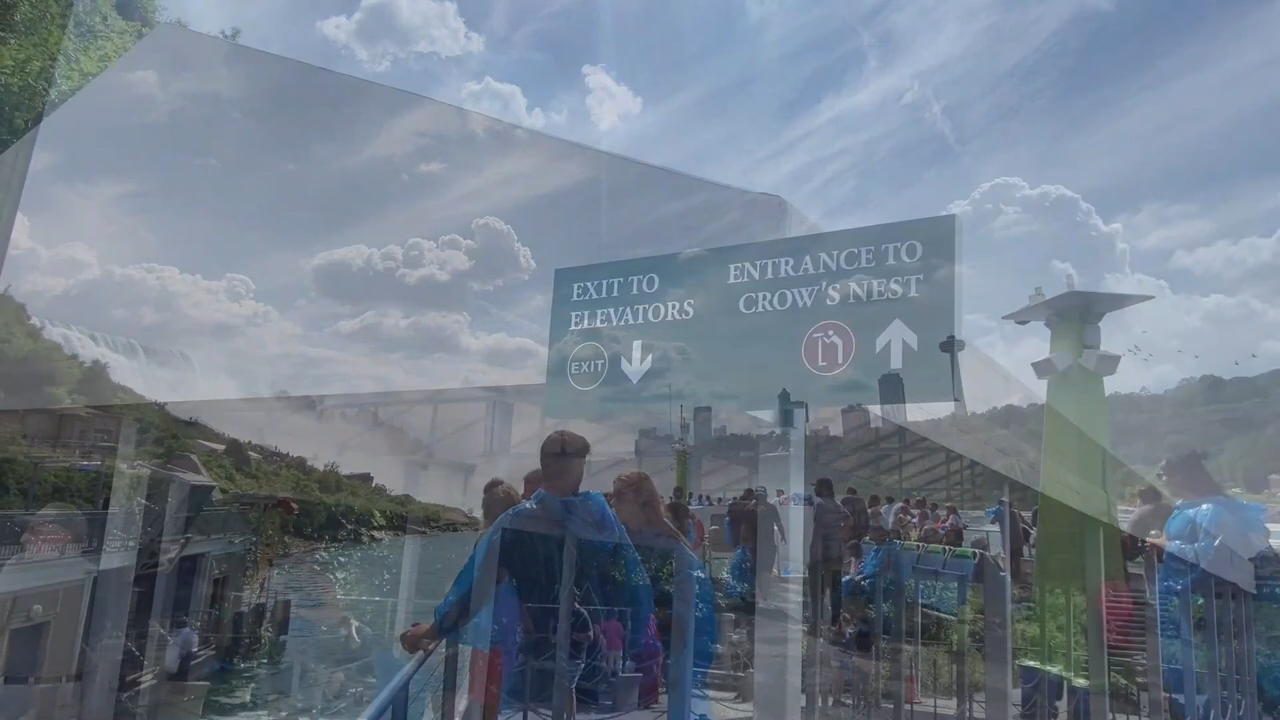 EXIT TO
ELEVATORS
EXIT
ENTRANCE TO
CROW'S NEST